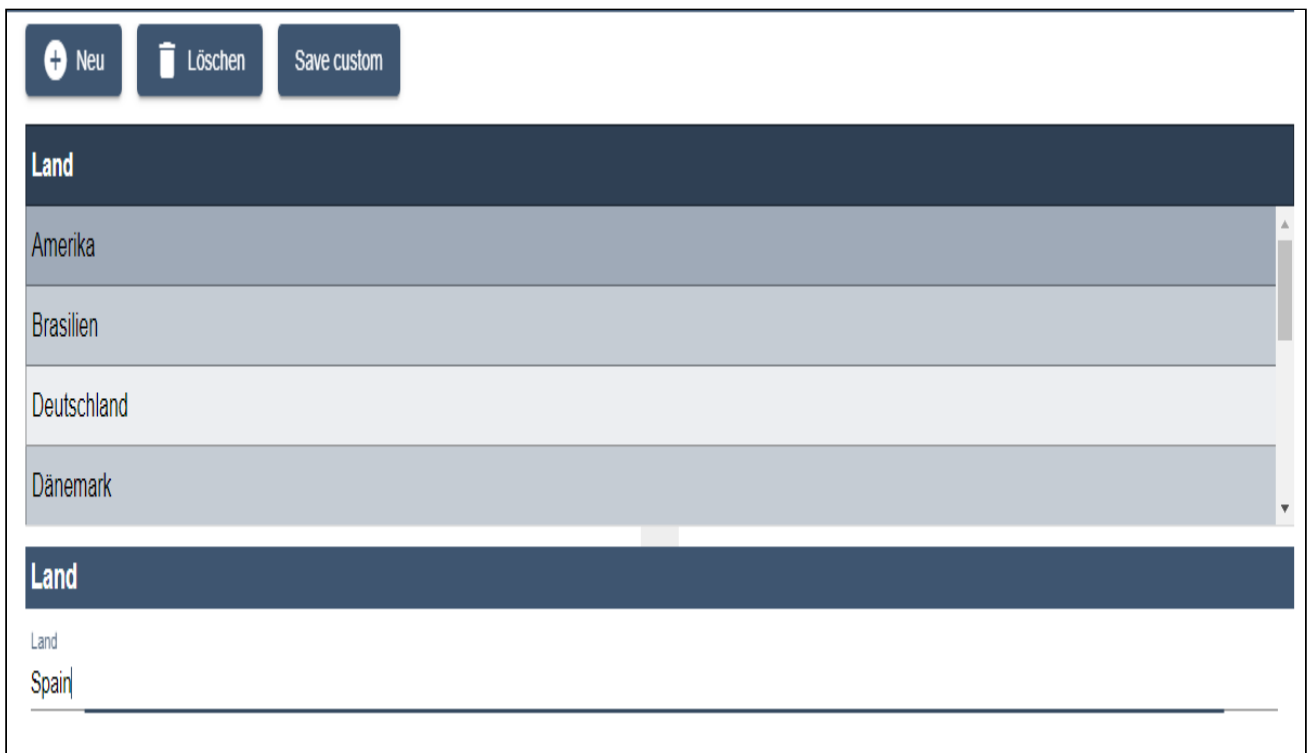 Neu Löschen Save custom
Land
Amerika
Brasilien
Deutschland
Dänemark
Land
Land
Spain